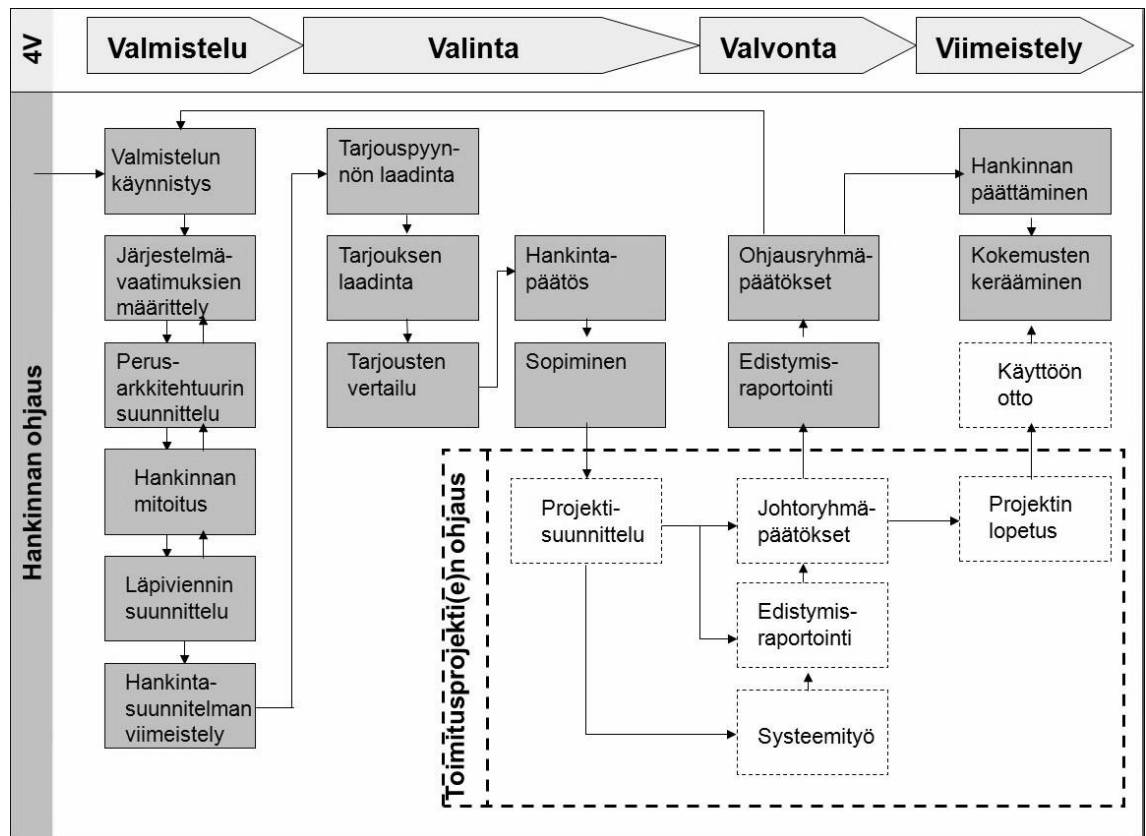 4V
Valmistelu
Valinta
Valvonta
Viimeistely
Hankinnan ohjaus
Valmistelun
käynnistys
Järjestelmä-
vaatimuksien
määrittely
Perus-
arkkitehtuurin
suunnittelu
Hankinnan
mitoitus
Läpiviennin
suunnittelu
Hankinta-
suunnitelman
viimeistely
Tarjouspyyn-
nön laadinta
Tarjouksen
laadinta
Tarjousten
vertailu
Hankinta-
päätös
Sopiminen
Ohjausryhmä-
päätökset
Edistymis-
raportointi
Hankinnan
päättäminen
Kokemusten
kerääminen
Käyttöön
otto
Toimitusprojekti(e)n ohjaus
Projekti-
suunnittelu
Johtoryhmä-
päätökset
Edistymis-
raportointi
Systeemityö
Projektin
lopetus